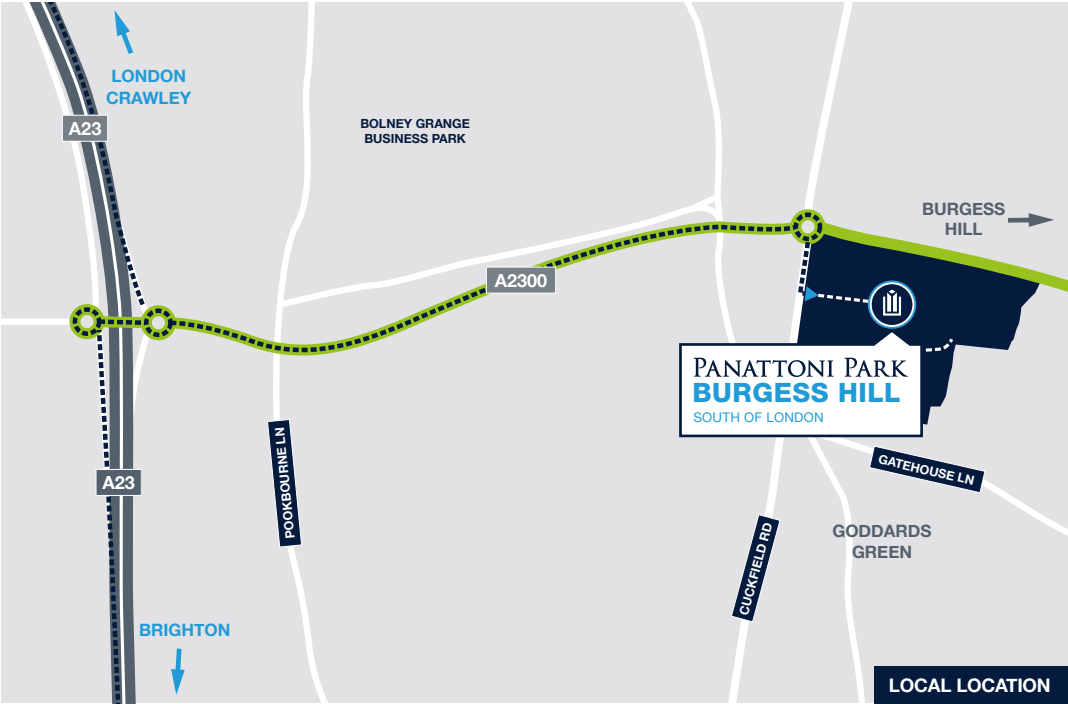 LONDON
CRAWLEY
A23
BOLNEY GRANGE
BUSINESS PARK
BURGESS
HILL
A2300
PANATTONI PARK
BURGESS HILL
SOUTH OF LONDON
A23
POOKBOURNE LN
GATEHOUSE LN
CUCKFIELD RD
GODDARDS
GREEN
BRIGHTON
LOCAL LOCATION